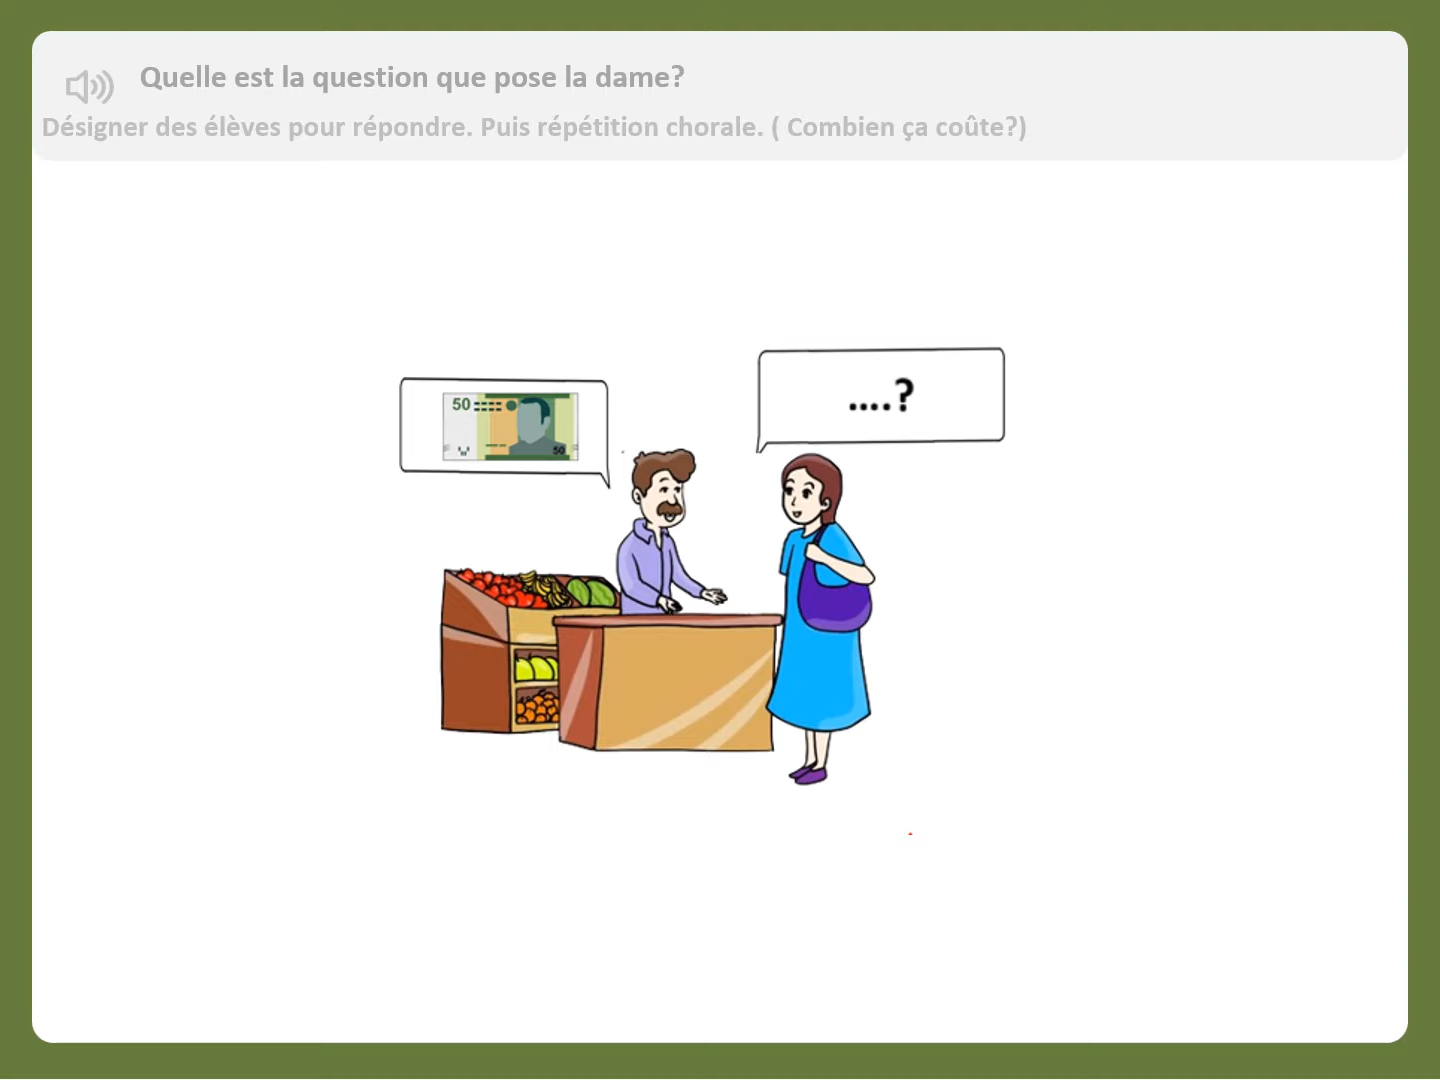 Quelle est la question que pose la dame?
Désigner des élèves pour répondre. Puis répétition chorale. ( Combien ça coûte?)
....?
50
50